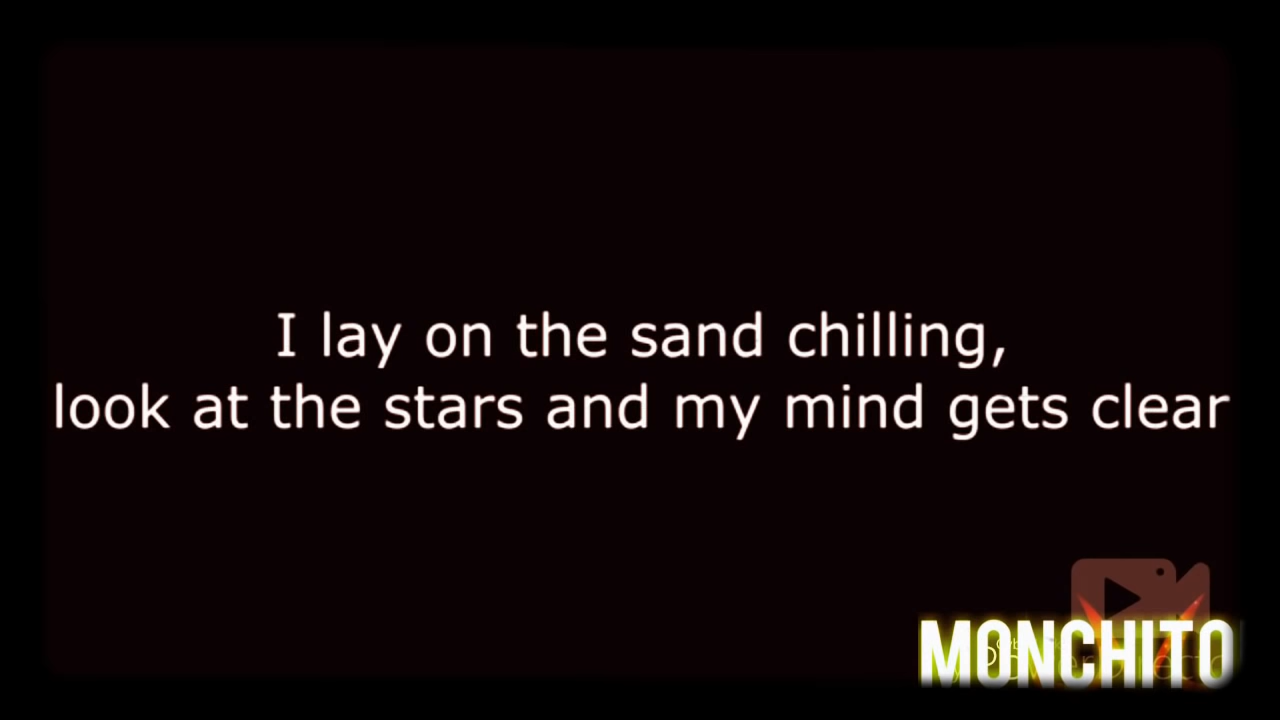 I lay on the sand chilling,
look at the stars and my mind gets clear
MONCHITO